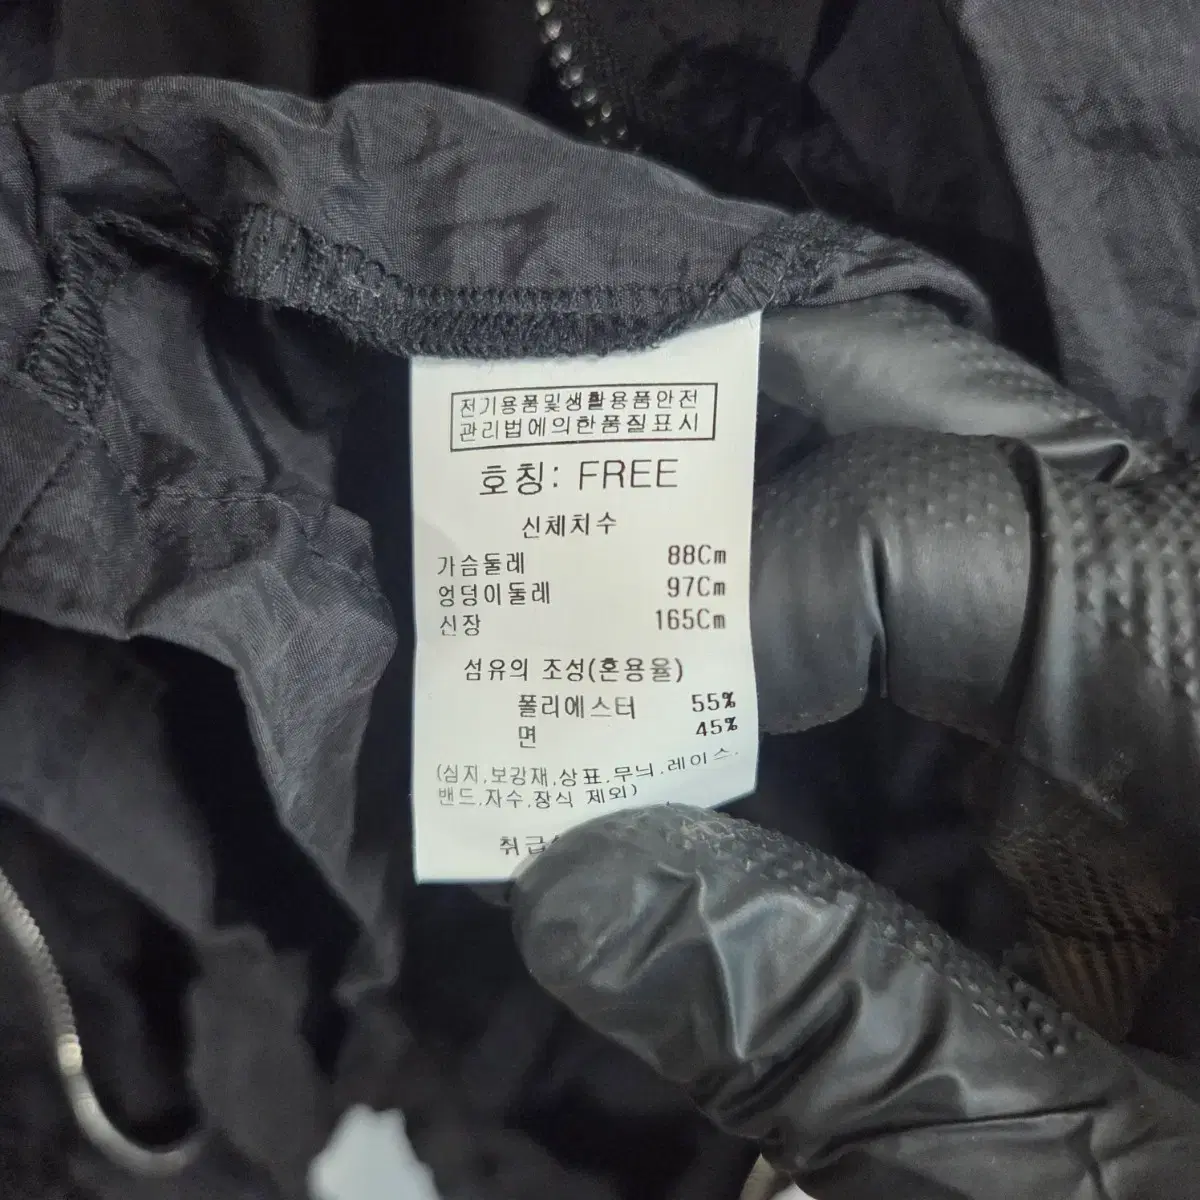 전기용품및생활용품안전
관리법에의한품질표시
호칭: FREE
신체치수
가슴둘레 88Cm
엉덩이둘레 97Cm
신장 165Cm
섬유의 조성(혼용율)
폴리에스터 55%
면 45%
(심지.보강재.상표.무늬.레이스.
밴드.자수.장식 제외)
취급